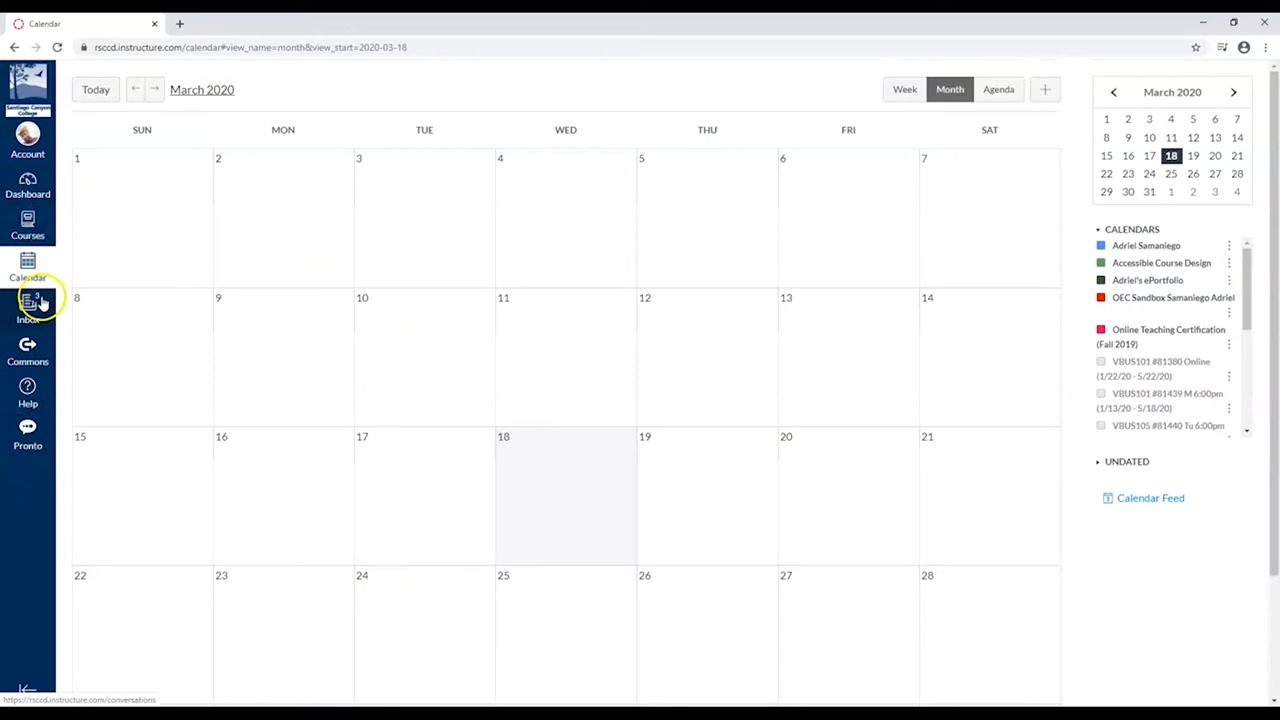 Calendar
rsccd.instructure.com/calendar#view_name=month&view_start=2020-03-18
Santiago Canyon
College
Account
Dashboard
Courses
Calendar
3
Inbox
Commons
Help
Pronto
Today
March 2020
Week
Month
Agenda
SUN MON TUE WED THU FRI SAT
1 2 3 4 5 6 7
8 9 10 11 12 13 14
15 16 17 18 19 20 21
22 23 24 25 26 27 28
March 2020
1 2 3 4 5 6 7
8 9 10 11 12 13 14
15 16 17 18 19 20 21
22 23 24 25 26 27 28
29 30 31 1 2 3 4
CALENDARS
Adriel Samaniego
Accessible Course Design
Adriel's ePortfolio
OEC Sandbox Samaniego Adriel
Online Teaching Certification
(Fall 2019)
VBUS101 #81380 Online
(1/22/20 - 5/22/20)
VBUS101 #81439 M 6:00pm
(1/13/20 - 5/18/20)
VBUS105 #81440 Tu 6:00pm
UNDATED
Calendar Feed
https://rsccd.instructure.com/conversations